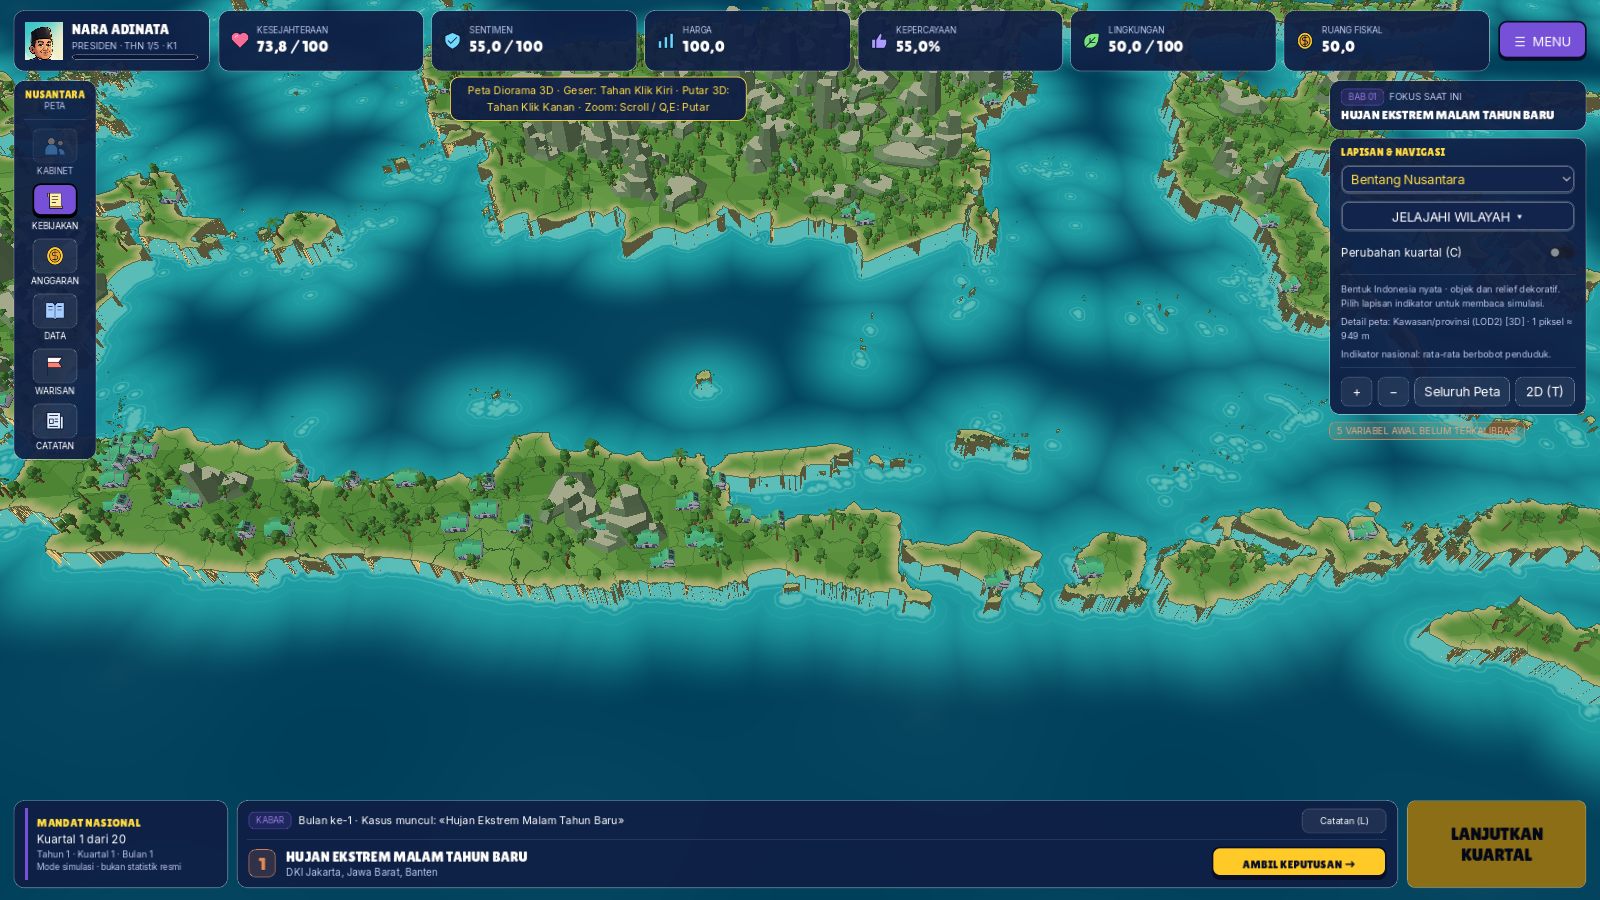 NARA ADINATA
PRESIDEN · THN 1/5 · K1
KESEJAHTERAAN
73,8 / 100
SENTIMEN
55,0 / 100
HARGA
100,0
KEPERCAYAAN
55,0%
LINGKUNGAN
50,0 / 100
RUANG FISKAL
50,0
☰ MENU
Peta Diorama 3D · Geser: Tahan Klik Kiri · Putar 3D:
Tahan Klik Kanan · Zoom: Scroll / Q,E: Putar
NUSANTARA
PETA
KABINET
KEBIJAKAN
ANGGARAN
DATA
WARISAN
CATATAN
BAB 01 FOKUS SAAT INI
HUJAN EKSTREM MALAM TAHUN BARU
LAPISAN & NAVIGASI
Bentang Nusantara
JELAJAHI WILAYAH ▾
Perubahan kuartal (C)
Bentuk Indonesia nyata · objek dan relief dekoratif.
Pilih lapisan indikator untuk membaca simulasi.
Detail peta: Kawasan/provinsi (LOD2) [3D] · 1 piksel ≈
949 m
Indikator nasional: rata-rata berbobot penduduk.
+ − Seluruh Peta 2D (T)
5 VARIABEL AWAL BELUM TERKALIBRASI
MANDAT NASIONAL
Kuartal 1 dari 20
Tahun 1 · Kuartal 1 · Bulan 1
Mode simulasi · bukan statistik resmi
KABAR Bulan ke-1 · Kasus muncul: «Hujan Ekstrem Malam Tahun Baru»
Catatan (L)
1 HUJAN EKSTREM MALAM TAHUN BARU
DKI Jakarta, Jawa Barat, Banten
AMBIL KEPUTUSAN →
LANJUTKAN
KUARTAL